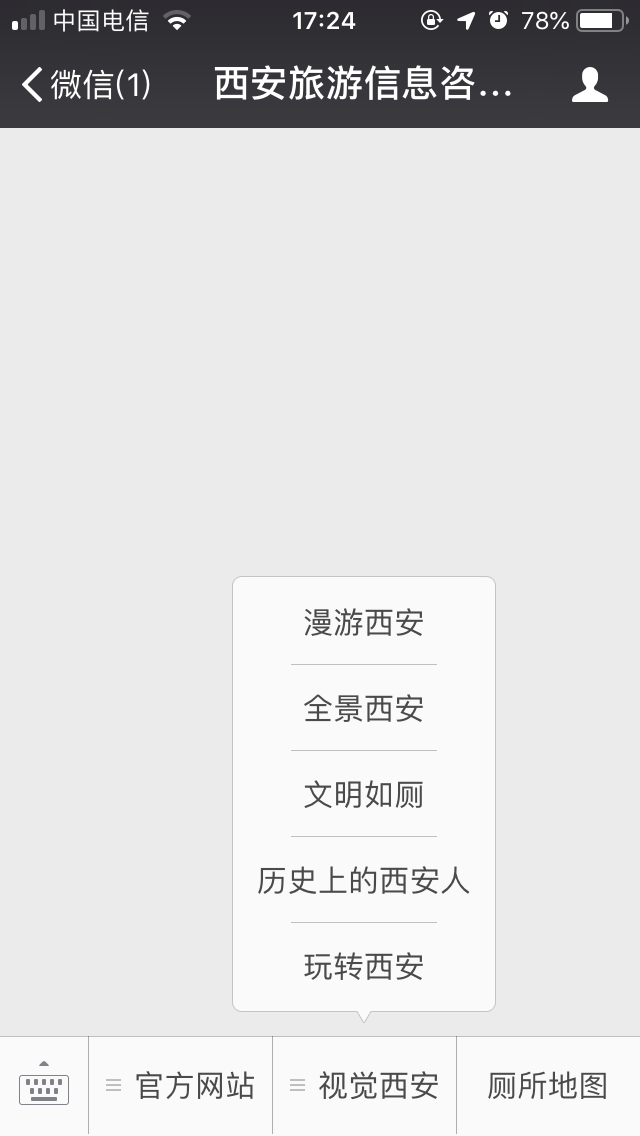 中国电信 17:24 78%
微信(1) 西安旅游信息咨...
漫游西安
全景西安
文明如厕
历史上的西安人
玩转西安
官方网站 视觉西安 厕所地图